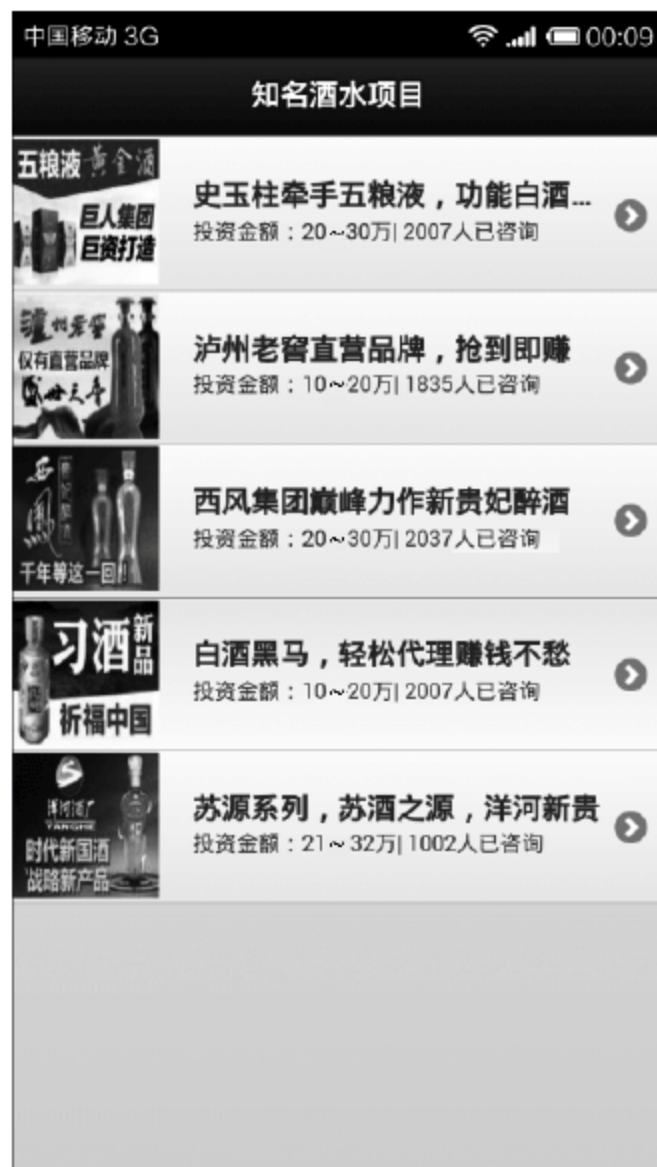 中国移动 3G
00:09
知名酒水项目
五粮液 黄金酒
巨人集团
巨资打造
史玉柱牵手五粮液，功能白酒...
投资金额：20～30万| 2007人已咨询
泸州老窖
仅有直营品牌
泸州老窖直营品牌，抢到即赚
投资金额：10～20万| 1835人已咨询
西鳳
千年等这一回!!
西风集团巅峰力作新贵妃醉酒
投资金额：20～30万| 2037人已咨询
习酒新品
祈福中国
白酒黑马，轻松代理赚钱不愁
投资金额：10～20万| 2007人已咨询
YANGHE
时代新国酒
战略新产品
苏源系列，苏酒之源，洋河新贵
投资金额：21～32万| 1002人已咨询